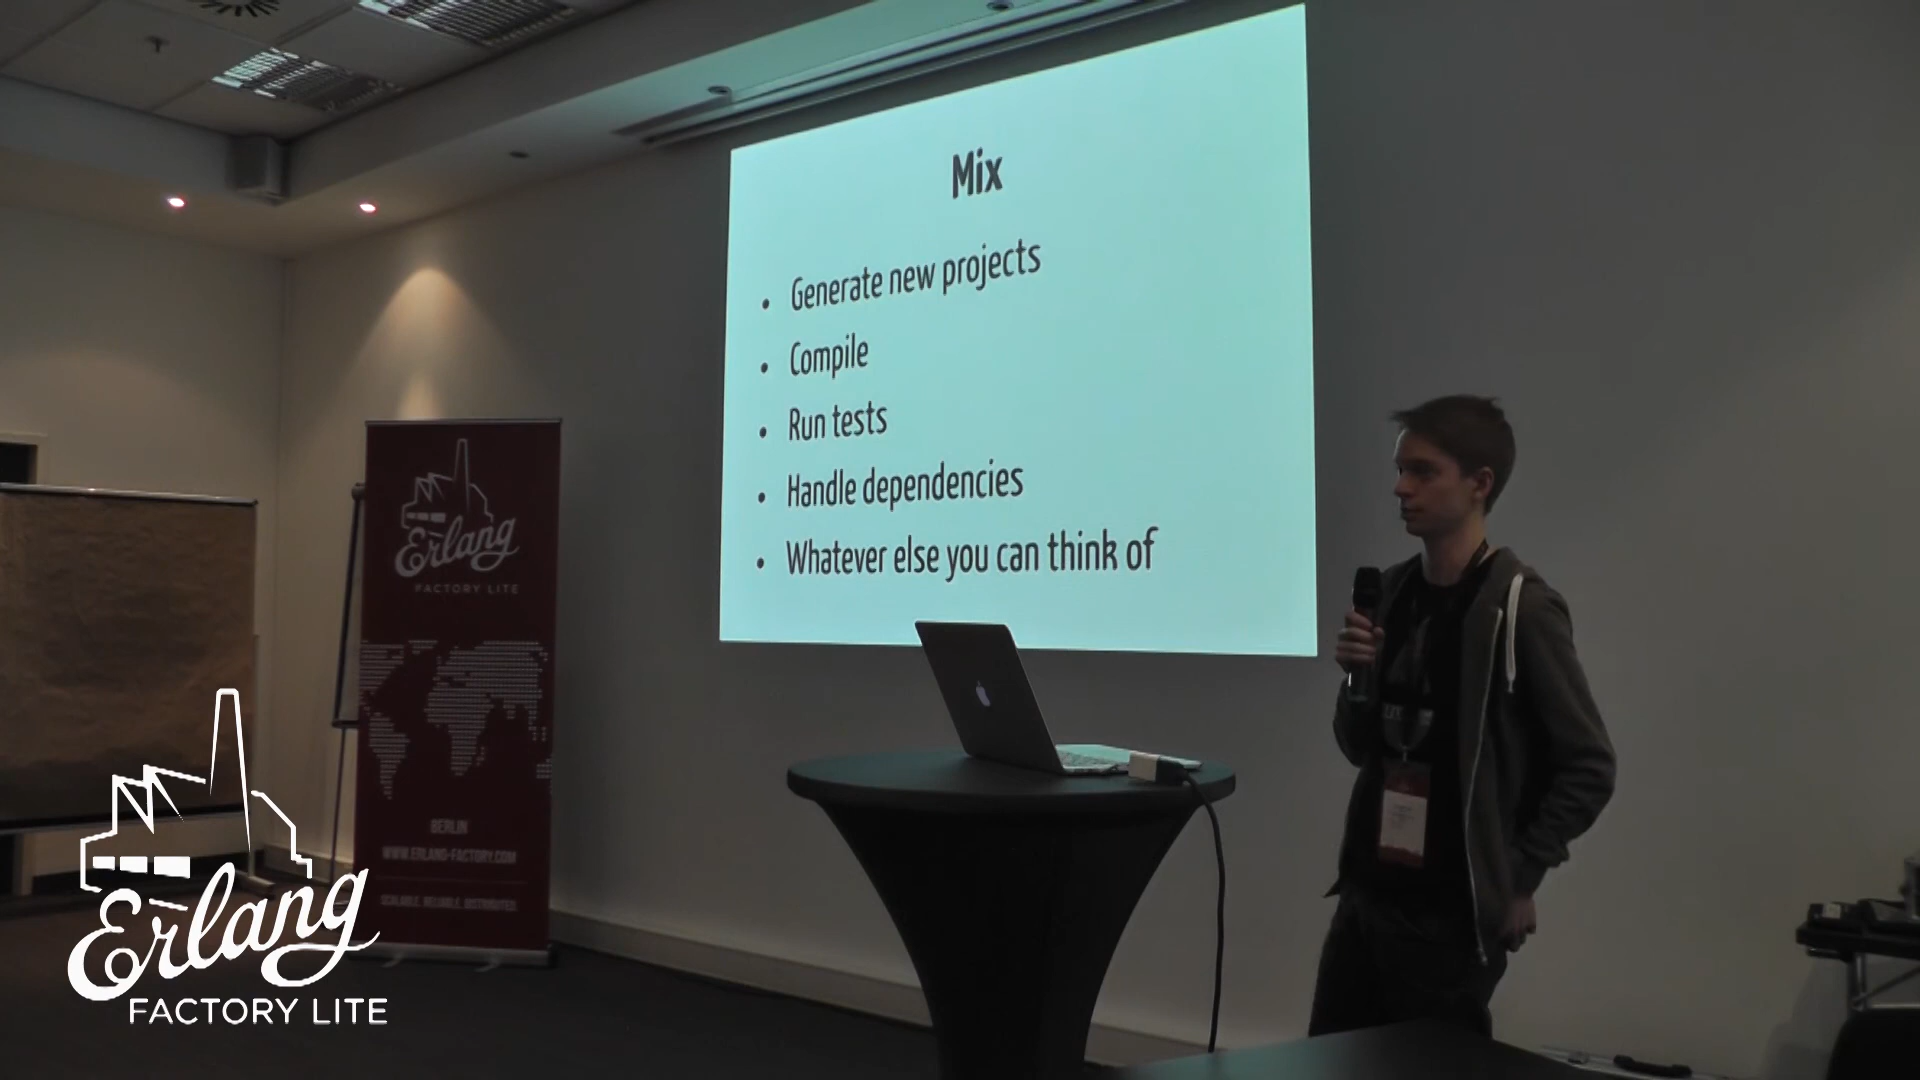 Mix
• Generate new projects
• Compile
• Run tests
• Handle dependencies
• Whatever else you can think of
Erlang
FACTORY LITE
BERLIN
WWW.ERLANG-FACTORY.COM
SCALABLE. RELIABLE. DISTRIBUTED.
Erlang
FACTORY LITE